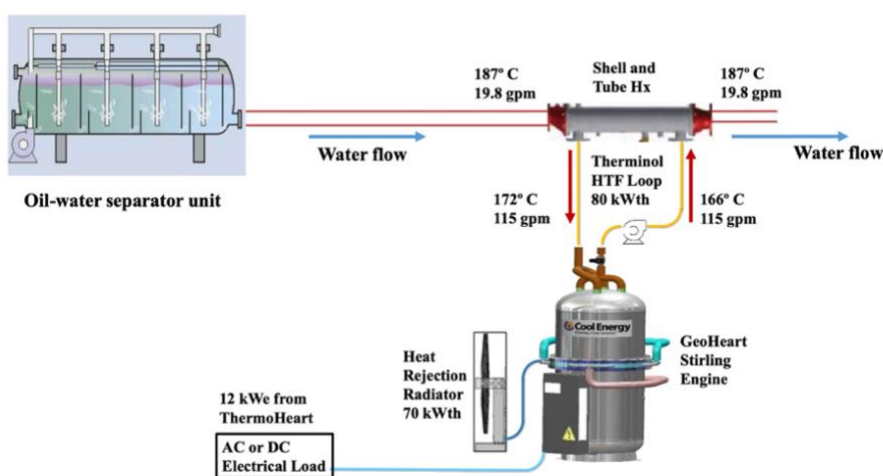 187° C
19.8 gpm
Shell and
Tube Hx
187° C
19.8 gpm
Water flow
Water flow
Oil-water separator unit
Therminol
HTF Loop
80 kWth
172° C
115 gpm
166° C
115 gpm
Cool Energy
GeoHeart
Stirling
Engine
Heat
Rejection
Radiator
70 kWth
12 kWe from
ThermoHeart
AC or DC
Electrical Load